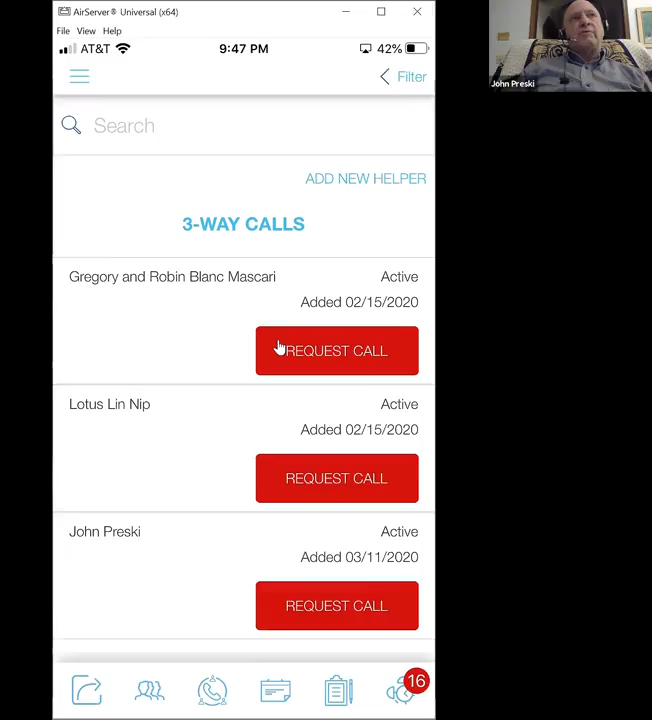 AirServer® Universal (x64)
File View Help
AT&T 9:47 PM 42%
Filter
Search
ADD NEW HELPER
3-WAY CALLS
Gregory and Robin Blanc Mascari Active
Added 02/15/2020
REQUEST CALL
Lotus Lin Nip Active
Added 02/15/2020
REQUEST CALL
John Preski Active
Added 03/11/2020
REQUEST CALL
16
John Preski